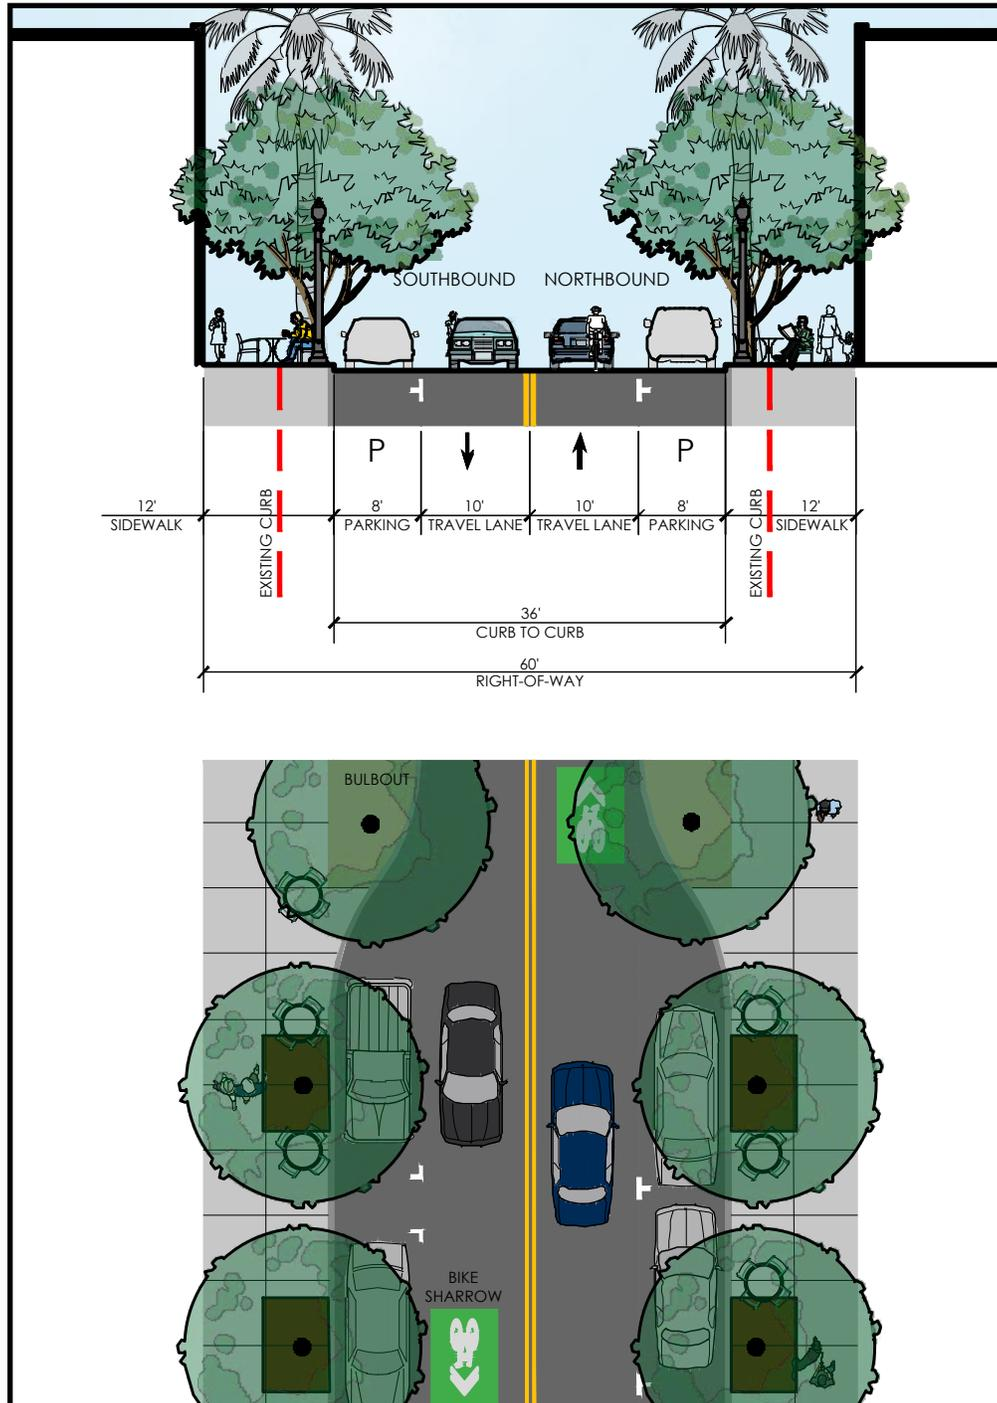 SOUTHBOUND
NORTHBOUND
P
P
12'
SIDEWALK
EXISTING CURB
8'
PARKING
10'
TRAVEL LANE
10'
TRAVEL LANE
8'
PARKING
EXISTING CURB
12'
SIDEWALK
36'
CURB TO CURB
60'
RIGHT-OF-WAY
BULBOUT
BIKE
SHARROW